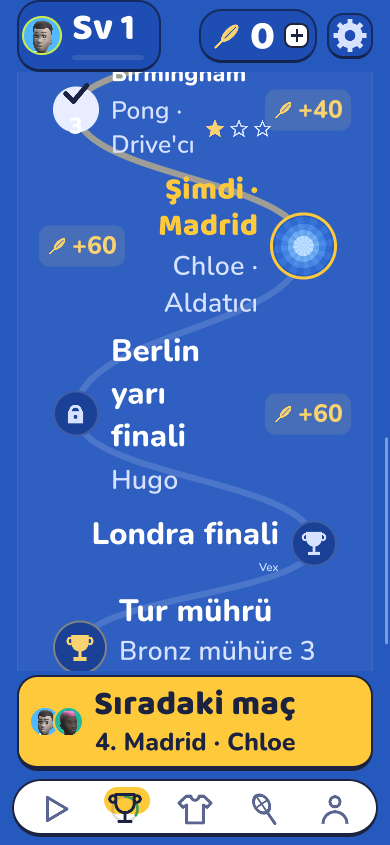 Sv 1
0
Birmingham
3
Pong ·
Drive'cı
+40
Şimdi ·
Madrid
+60
Chloe ·
Aldatıcı
Berlin
yarı
finali
+60
Hugo
Londra finali
Vex
Tur mührü
Bronz mühüre 3
Sıradaki maç
4. Madrid · Chloe